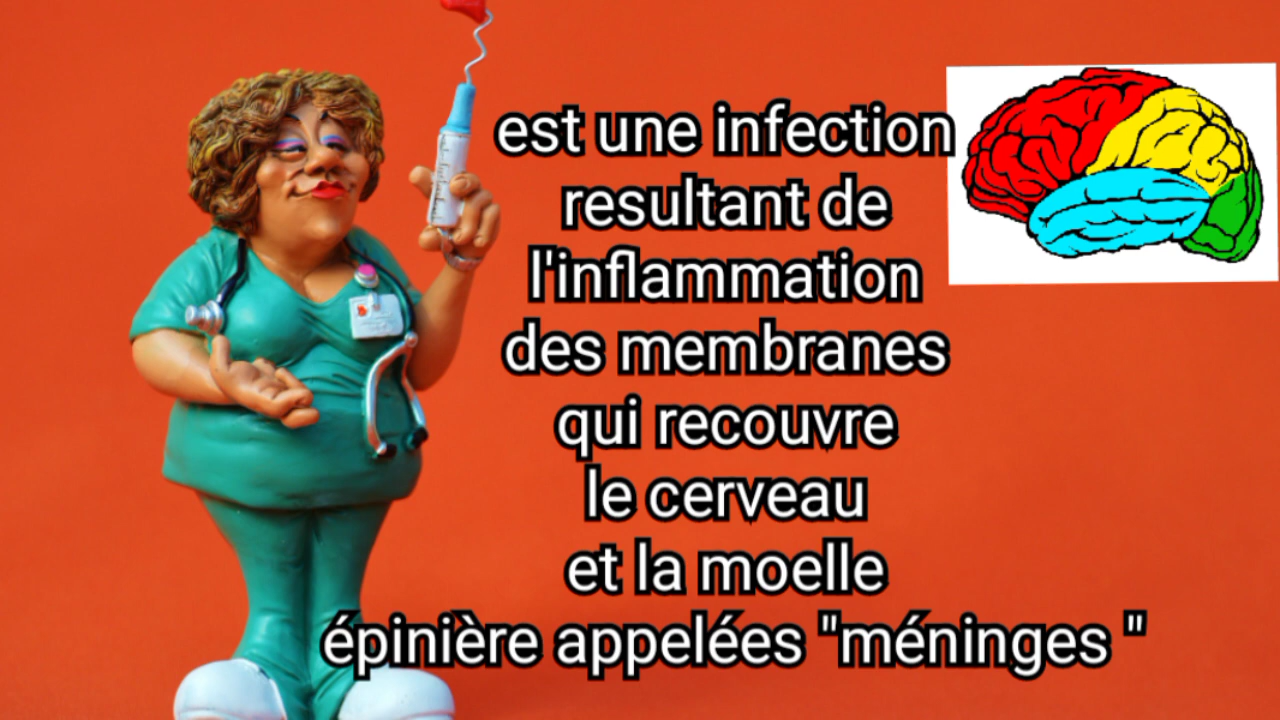 est une infection
resultant de
l'inflammation
des membranes
qui recouvre
le cerveau
et la moelle
épinière appelées "méninges "